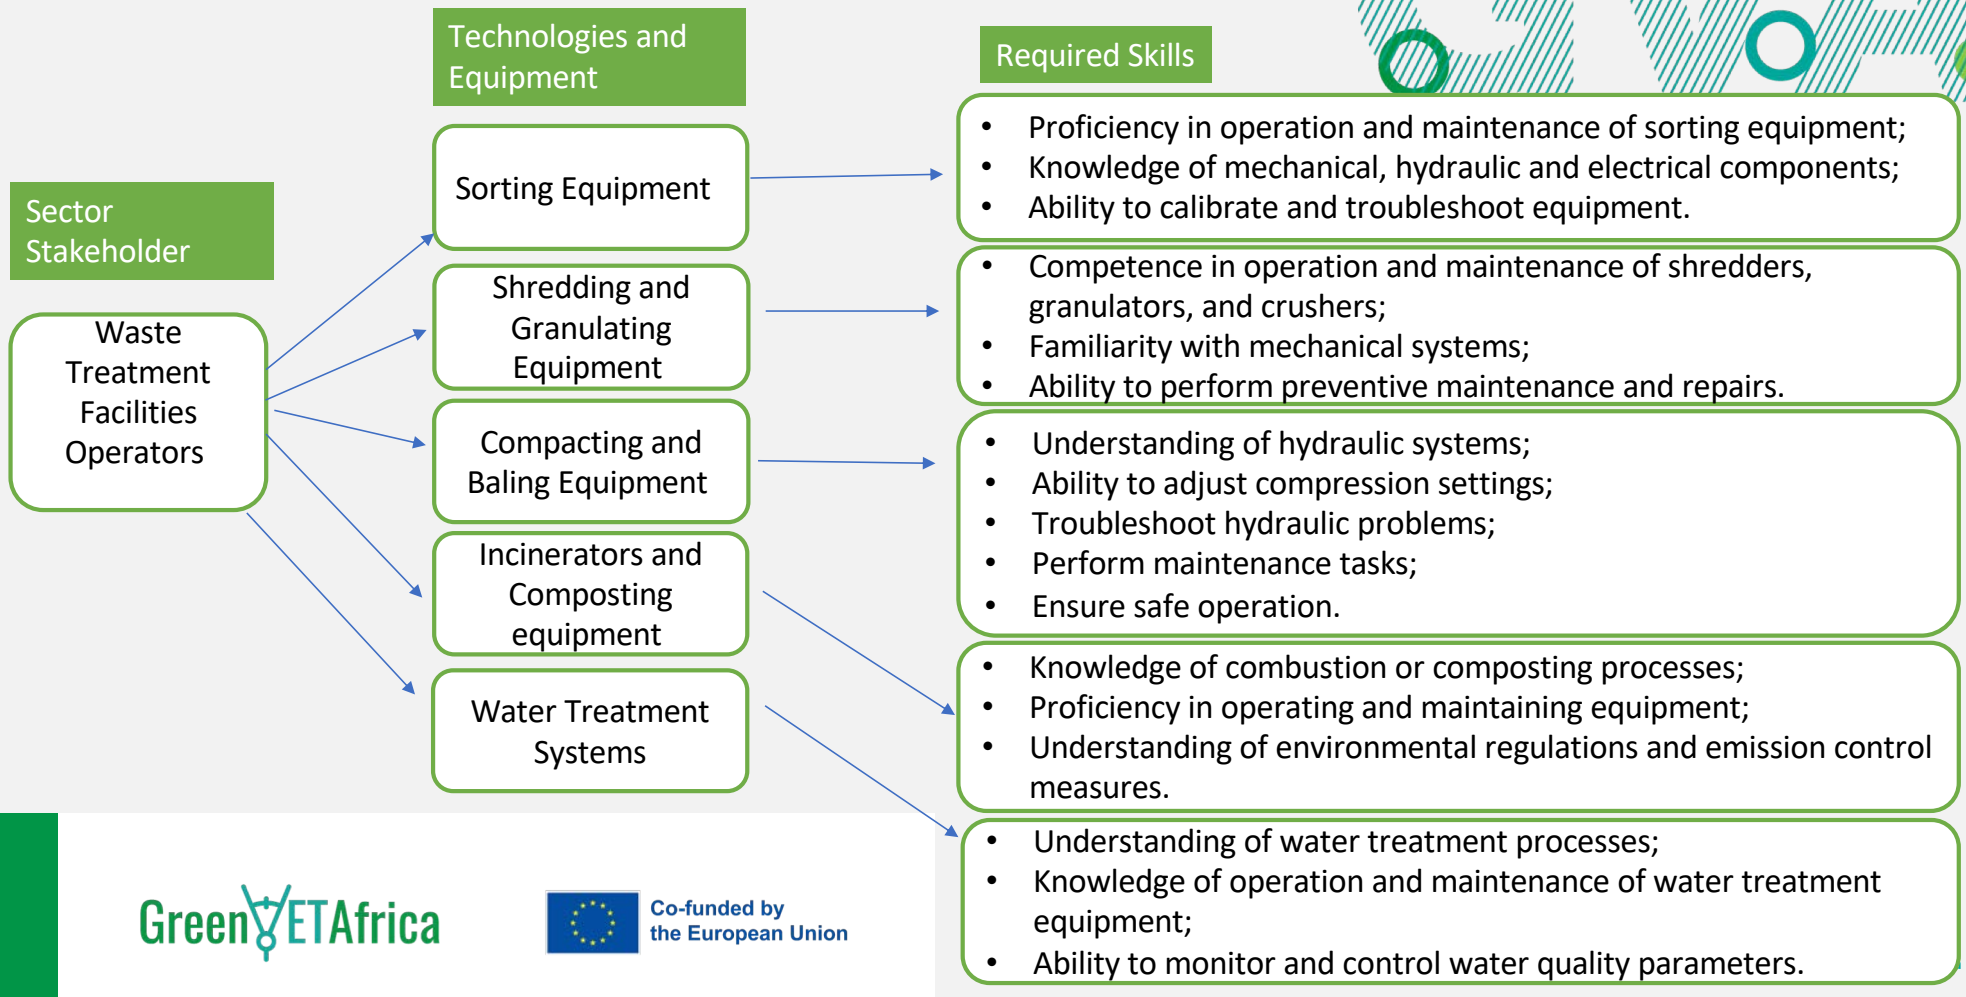 Technologies and
Equipment
Required Skills
Sector
Stakeholder
Waste
Treatment
Facilities
Operators
Sorting Equipment
Shredding and
Granulating
Equipment
Compacting and
Baling Equipment
Incinerators and
Composting
equipment
Water Treatment
Systems
• Proficiency in operation and maintenance of sorting equipment;
• Knowledge of mechanical, hydraulic and electrical components;
• Ability to calibrate and troubleshoot equipment.
• Competence in operation and maintenance of shredders,
granulators, and crushers;
• Familiarity with mechanical systems;
• Ability to perform preventive maintenance and repairs.
• Understanding of hydraulic systems;
• Ability to adjust compression settings;
• Troubleshoot hydraulic problems;
• Perform maintenance tasks;
• Ensure safe operation.
• Knowledge of combustion or composting processes;
• Proficiency in operating and maintaining equipment;
• Understanding of environmental regulations and emission control
measures.
• Understanding of water treatment processes;
• Knowledge of operation and maintenance of water treatment
equipment;
• Ability to monitor and control water quality parameters.
GreenVETAfrica
Co-funded by
the European Union
GVA